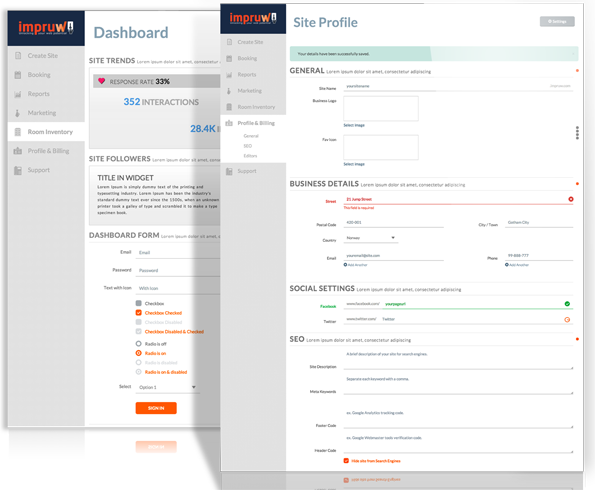 impruw
Dashboard
Create Site
Booking
Reports
Marketing
Room Inventory
Profile & Billing
Support
SITE TRENDS Lorem ipsum dolor sit amet, conse
RESPONSE RATE 33%
352 INTERACTIONS
28.4K
SITE FOLLOWERS Lorem ipsum dolor sit amet, co
TITLE IN WIDGET
Lorem Ipsum is simply dummy text of the printing and
typesetting industry. Lorem Ipsum has been the industry's
standard dummy text ever since the 1500s, when an unknown
printer took a galley of type and scrambled it to make a type
specimen book.
DASHBOARD FORM Lorem ipsum dolor sit amet,
Email Email
Password Password
Text with icon With icon
Checkbox
Checkbox Checked
Checkbox Disabled
Checkbox Disabled & Checked
Radio is off
Radio is on
Radio is disabled
Radio is on & disabled
Select Option 1
SIGN IN
impruw
Site Profile
Settings
Create Site
Booking
Reports
Marketing
Room Inventory
Profile & Billing
General
SEO
Editors
Support
Your details have been successfully saved.
GENERAL Lorem ipsum dolor sit amet, consectetur adipisicing
Site Name yoursitename
Business Logo
Select Image
Fav Icon
Select Image
BUSINESS DETAILS Lorem ipsum dolor sit amet, consectetur adipisicing
Street 21 Jump Street
This field is required
Postal Code 400 001
City / Town Gotham City
Country Norway
Email youremail@site.com
Phone 99-888-777
Add Another
Add Another
SOCIAL SETTINGS Lorem ipsum dolor sit amet, consectetur adipisicing
Facebook www.facebook.com/ yourpageurl
Twitter www.twitter.com/ Twitter
SEO Lorem ipsum dolor sit amet, consectetur adipisicing
A brief description of your site for search engines.
Site Description
Separate each keyword with a comma.
Meta Keywords
ex. Google Analytics tracking code.
Footer Code
ex. Google Webmaster tools verification code.
Header Code
Hide site from Search Engines